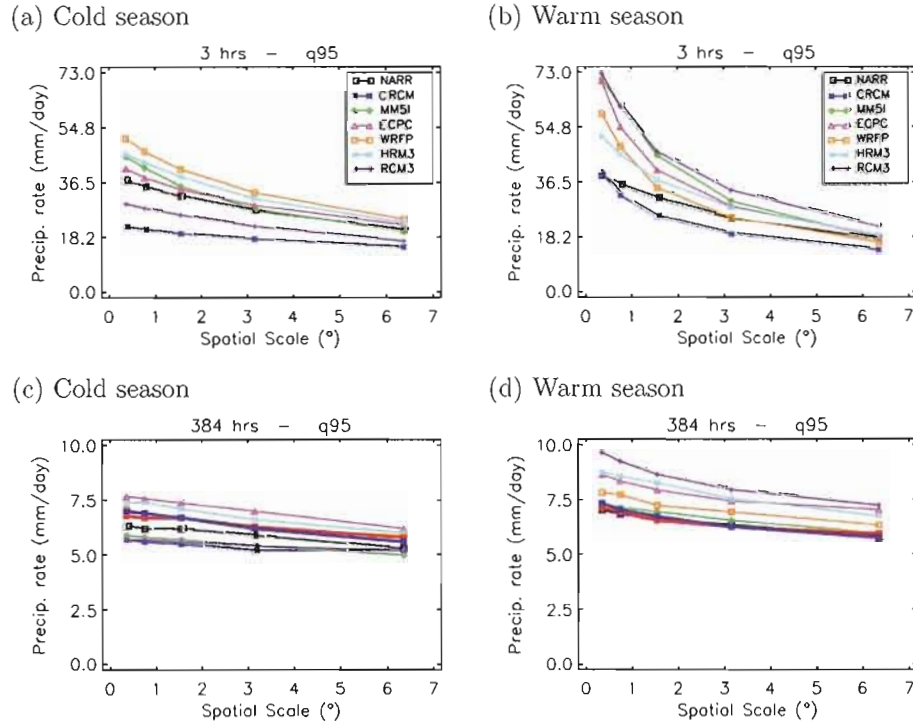 (a) Cold season
3 hrs – q95
Precip. rate (mm/day)
73.0
54.8
36.5
18.2
0.0
0 1 2 3 4 5 6 7
Spatial Scale (°)
NARR
CRCM
MM5I
ECPC
WRFP
HRM3
RCM3
(b) Warm season
3 hrs – q95
Precip. rate (mm/day)
73.0
54.8
36.5
18.2
0.0
0 1 2 3 4 5 6 7
Spatial Scale (°)
NARR
CRCM
MM5I
ECPC
WRFP
HRM3
RCM3
(c) Cold season
384 hrs – q95
Precip. rate (mm/day)
10.0
7.5
5.0
2.5
0.0
0 1 2 3 4 5 6 7
Spatial Scale (°)
(d) Warm season
384 hrs – q95
Precip. rate (mm/day)
10.0
7.5
5.0
2.5
0.0
0 1 2 3 4 5 6 7
Spatial Scale (°)